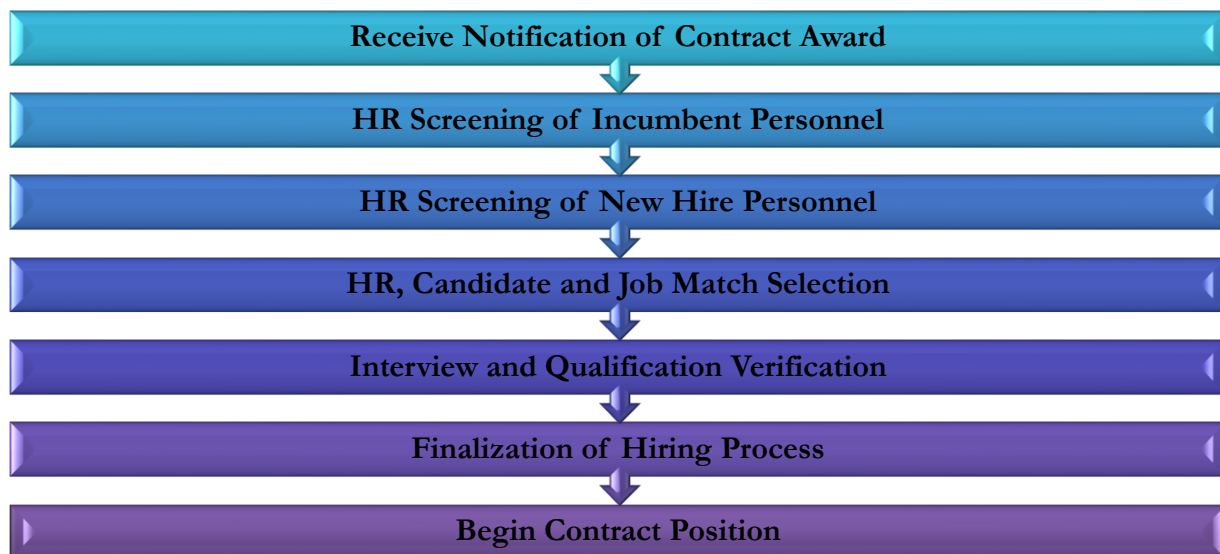 Receive Notification of Contract Award
HR Screening of Incumbent Personnel
HR Screening of New Hire Personnel
HR, Candidate and Job Match Selection
Interview and Qualification Verification
Finalization of Hiring Process
Begin Contract Position